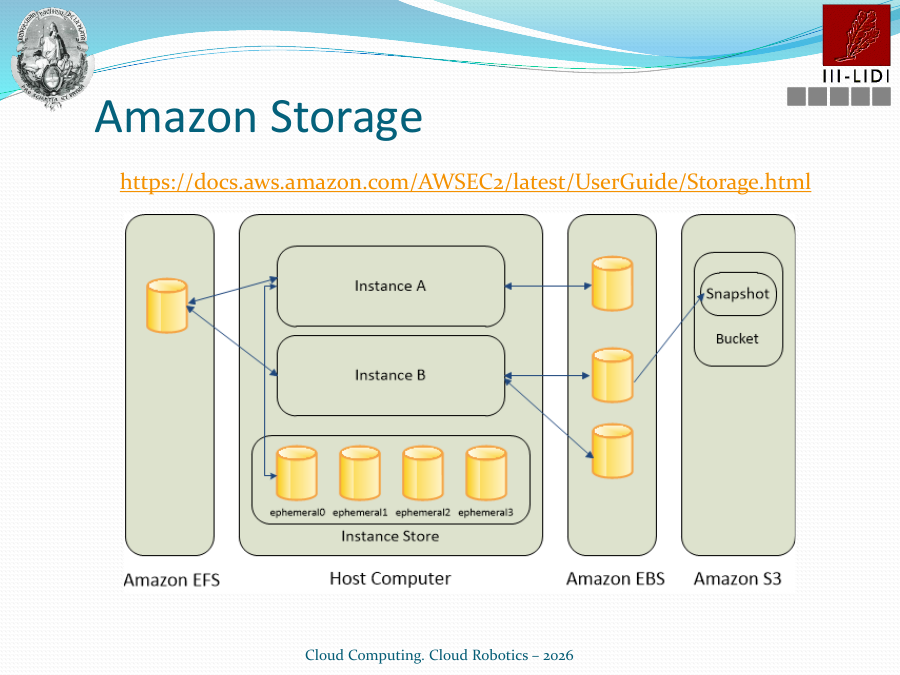 III-LIDI
Amazon Storage
https://docs.aws.amazon.com/AWSEC2/latest/UserGuide/Storage.html
Instance A
Snapshot
Bucket
Instance B
ephemeral0 ephemeral1 ephemeral2 ephemeral3
Instance Store
Amazon EFS Host Computer Amazon EBS Amazon S3
Cloud Computing. Cloud Robotics – 2026